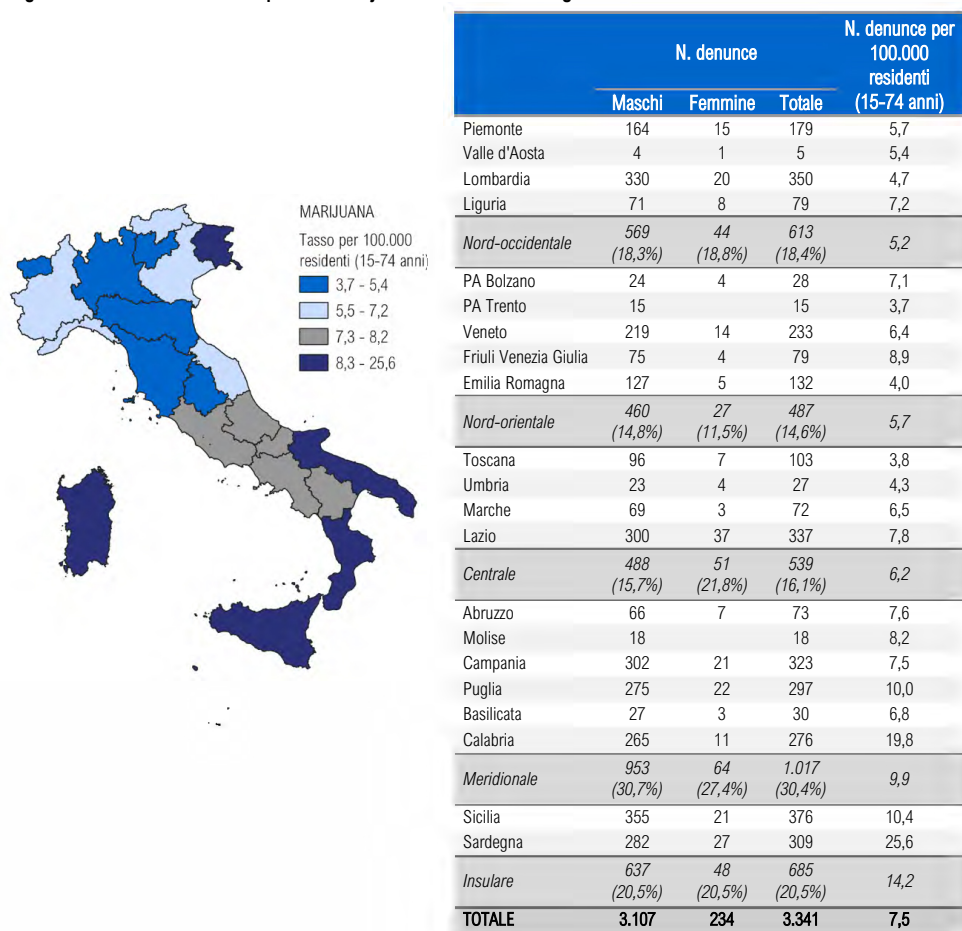 MARIJUANA
Tasso per 100.000
residenti (15-74 anni)
3,7 - 5,4
5,5 - 7,2
7,3 - 8,2
8,3 - 25,6
N. denunce
N. denunce per
100.000
residenti
(15-74 anni)
Maschi Femmine Totale
Piemonte 164 15 179 5,7
Valle d'Aosta 4 1 5 5,4
Lombardia 330 20 350 4,7
Liguria 71 8 79 7,2
Nord-occidentale 569 (18,3%) 44 (18,8%) 613 (18,4%) 5,2
PA Bolzano 24 4 28 7,1
PA Trento 15 15 3,7
Veneto 219 14 233 6,4
Friuli Venezia Giulia 75 4 79 8,9
Emilia Romagna 127 5 132 4,0
Nord-orientale 460 (14,8%) 27 (11,5%) 487 (14,6%) 5,7
Toscana 96 7 103 3,8
Umbria 23 4 27 4,3
Marche 69 3 72 6,5
Lazio 300 37 337 7,8
Centrale 488 (15,7%) 51 (21,8%) 539 (16,1%) 6,2
Abruzzo 66 7 73 7,6
Molise 18 18 8,2
Campania 302 21 323 7,5
Puglia 275 22 297 10,0
Basilicata 27 3 30 6,8
Calabria 265 11 276 19,8
Meridionale 953 (30,7%) 64 (27,4%) 1.017 (30,4%) 9,9
Sicilia 355 21 376 10,4
Sardegna 282 27 309 25,6
Insulare 637 (20,5%) 48 (20,5%) 685 (20,5%) 14,2
TOTALE 3.107 234 3.341 7,5